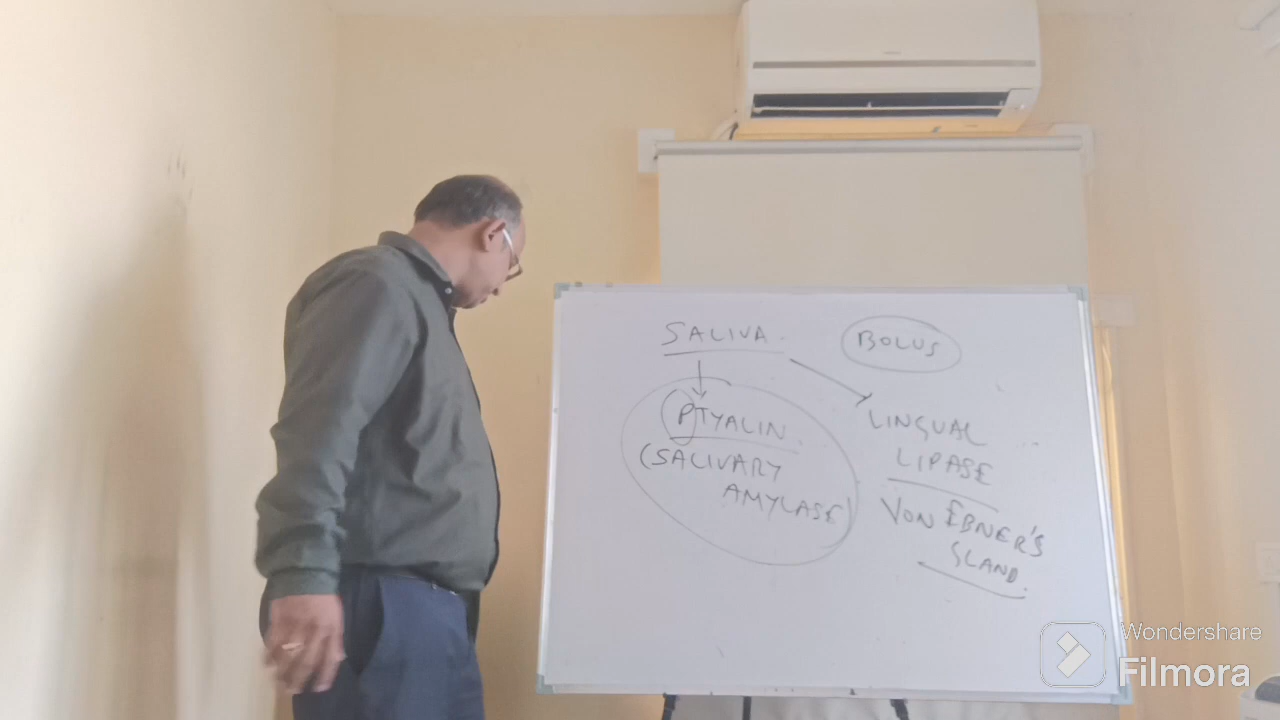 SALIVA
BOLUS
PTYALIN
(SALIVARY
AMYLASE)
LINGUAL
LIPASE
VON EBNER'S
GLAND.
Wondershare
Filmora